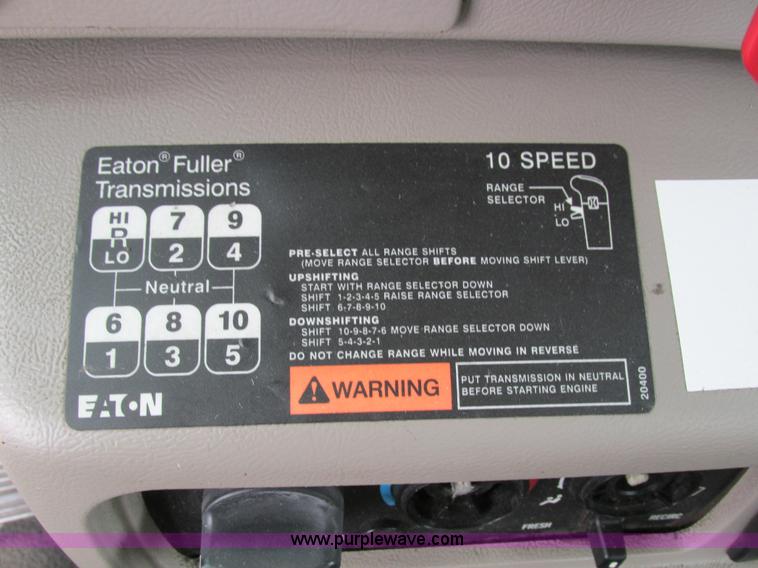 Eaton® Fuller® Transmissions
10 SPEED
RANGE SELECTOR
HI
LO
HI 7 9
R
LO 2 4
Neutral
6 8 10
1 3 5
PRE-SELECT ALL RANGE SHIFTS
(MOVE RANGE SELECTOR BEFORE MOVING SHIFT LEVER)
UPSHIFTING
START WITH RANGE SELECTOR DOWN
SHIFT 1-2-3-4-5 RAISE RANGE SELECTOR
SHIFT 6-7-8-9-10
DOWNSHIFTING
SHIFT 10-9-8-7-6 MOVE RANGE SELECTOR DOWN
SHIFT 5-4-3-2-1
DO NOT CHANGE RANGE WHILE MOVING IN REVERSE
WARNING
PUT TRANSMISSION IN NEUTRAL
BEFORE STARTING ENGINE
20400
EATON
FRESH
RECIRC
www.purplewave.com